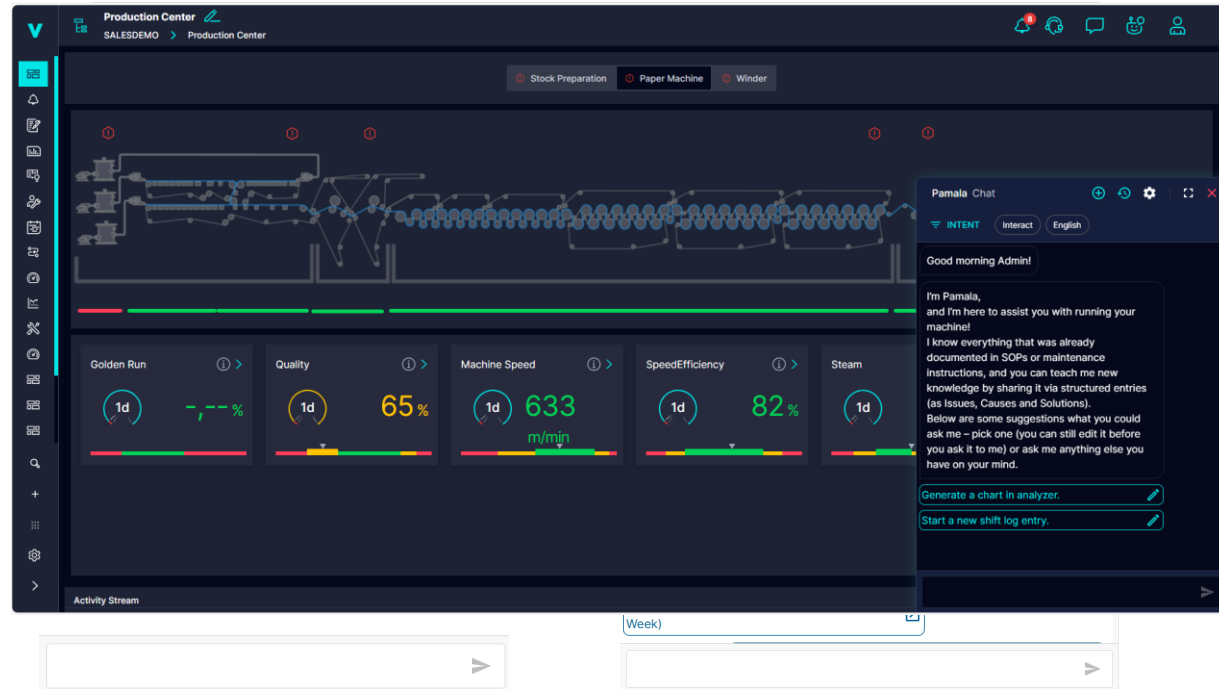 Production Center
SALESDEMO > Production Center
8
Stock Preparation
Paper Machine
Winder
Golden Run
1d
-,--%
Quality
1d
65%
Machine Speed
1d
633
m/min
SpeedEfficiency
1d
82%
Steam
1d
Activity Stream
Pamala Chat
INTENT
Interact
English
Good morning Admin!
I'm Pamala,
and I'm here to assist you with running your
machine!
I know everything that was already
documented in SOPs or maintenance
instructions, and you can teach me new
knowledge by sharing it via structured entries
(as Issues, Causes and Solutions).
Below are some suggestions what you could
ask me – pick one (you can still edit it before
you ask it to me) or ask me anything else you
have on your mind.
Generate a chart in analyzer.
Start a new shift log entry.
Week)